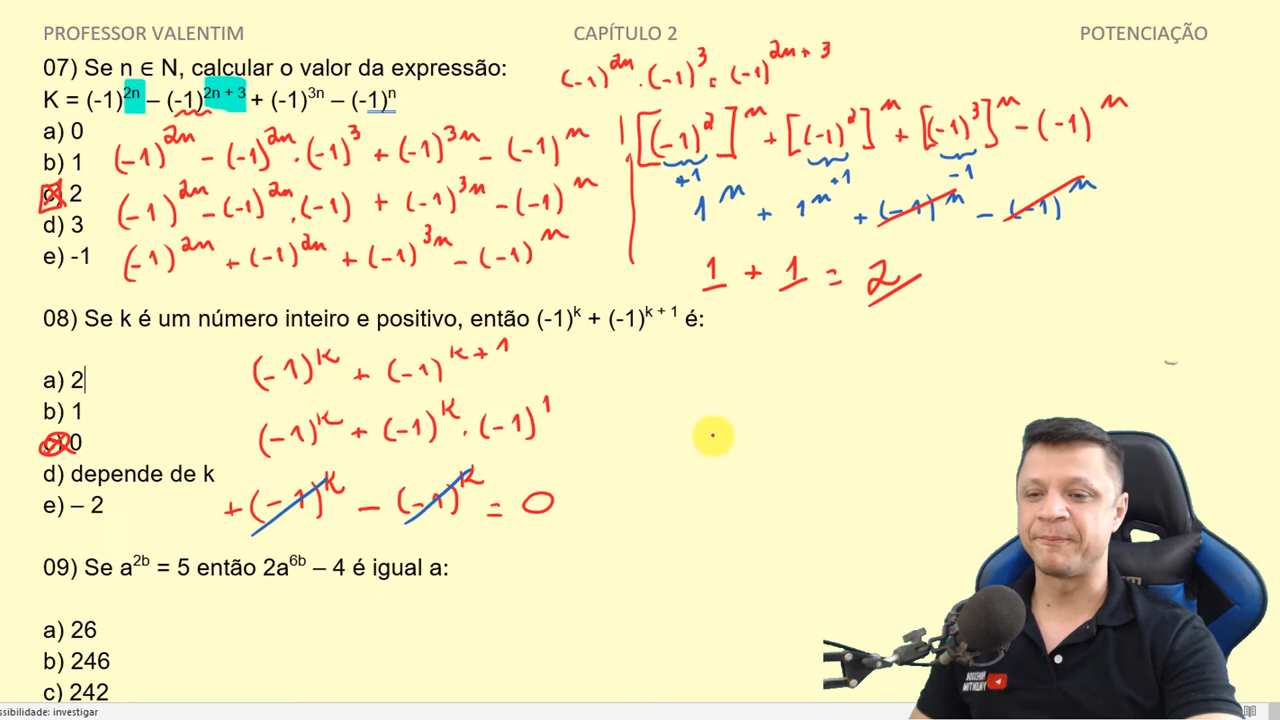 PROFESSOR VALENTIM CAPÍTULO 2 POTENCIAÇÃO
07) Se n ∈ N, calcular o valor da expressão:
K = (-1)^2n – (-1)^2n + 3 + (-1)^3n – (-1)^n
a) 0
b) 1
c) 2
d) 3
e) -1
(-1)^2n - (-1)^2n . (-1)^3 + (-1)^3n - (-1)^n
(-1)^2n - (-1)^2n . (-1) + (-1)^3n - (-1)^n
(-1)^2n + (-1)^2n + (-1)^3n - (-1)^n
(-1)^2n . (-1)^3 = (-1)^2n + 3
[(-1)^2]^n + [(-1)^2]^n + [(-1)^3]^n - (-1)^n
+1 +1 -1
1^n + 1^n + (-1)^n - (-1)^n
1 + 1 = 2
08) Se k é um número inteiro e positivo, então (-1)^k + (-1)^k + 1 é:
a) 2
b) 1
c) 0
d) depende de k
e) – 2
(-1)^k + (-1)^k + 1
(-1)^k + (-1)^k . (-1)^1
+ (-1)^k - (-1)^k = 0
09) Se a^2b = 5 então 2a^6b – 4 é igual a:
a) 26
b) 246
c) 242
ssibilidade: investigar